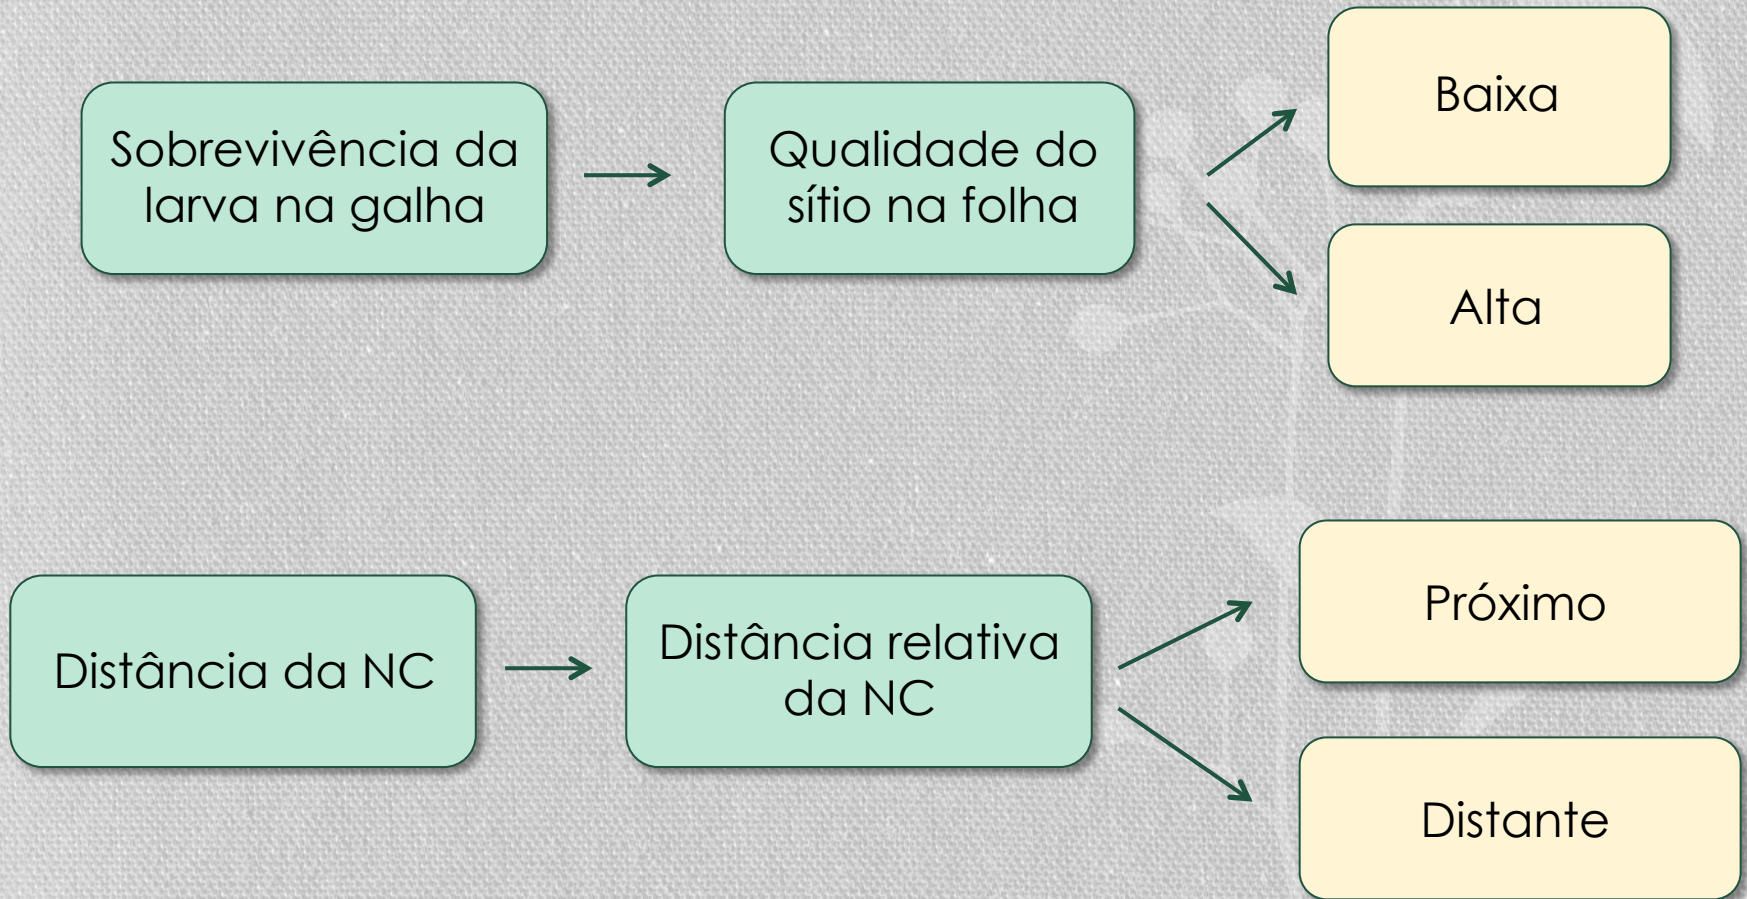 Sobrevivência da
larva na galha
Qualidade do
sítio na folha
Baixa
Alta
Distância da NC
Distância relativa
da NC
Próximo
Distante